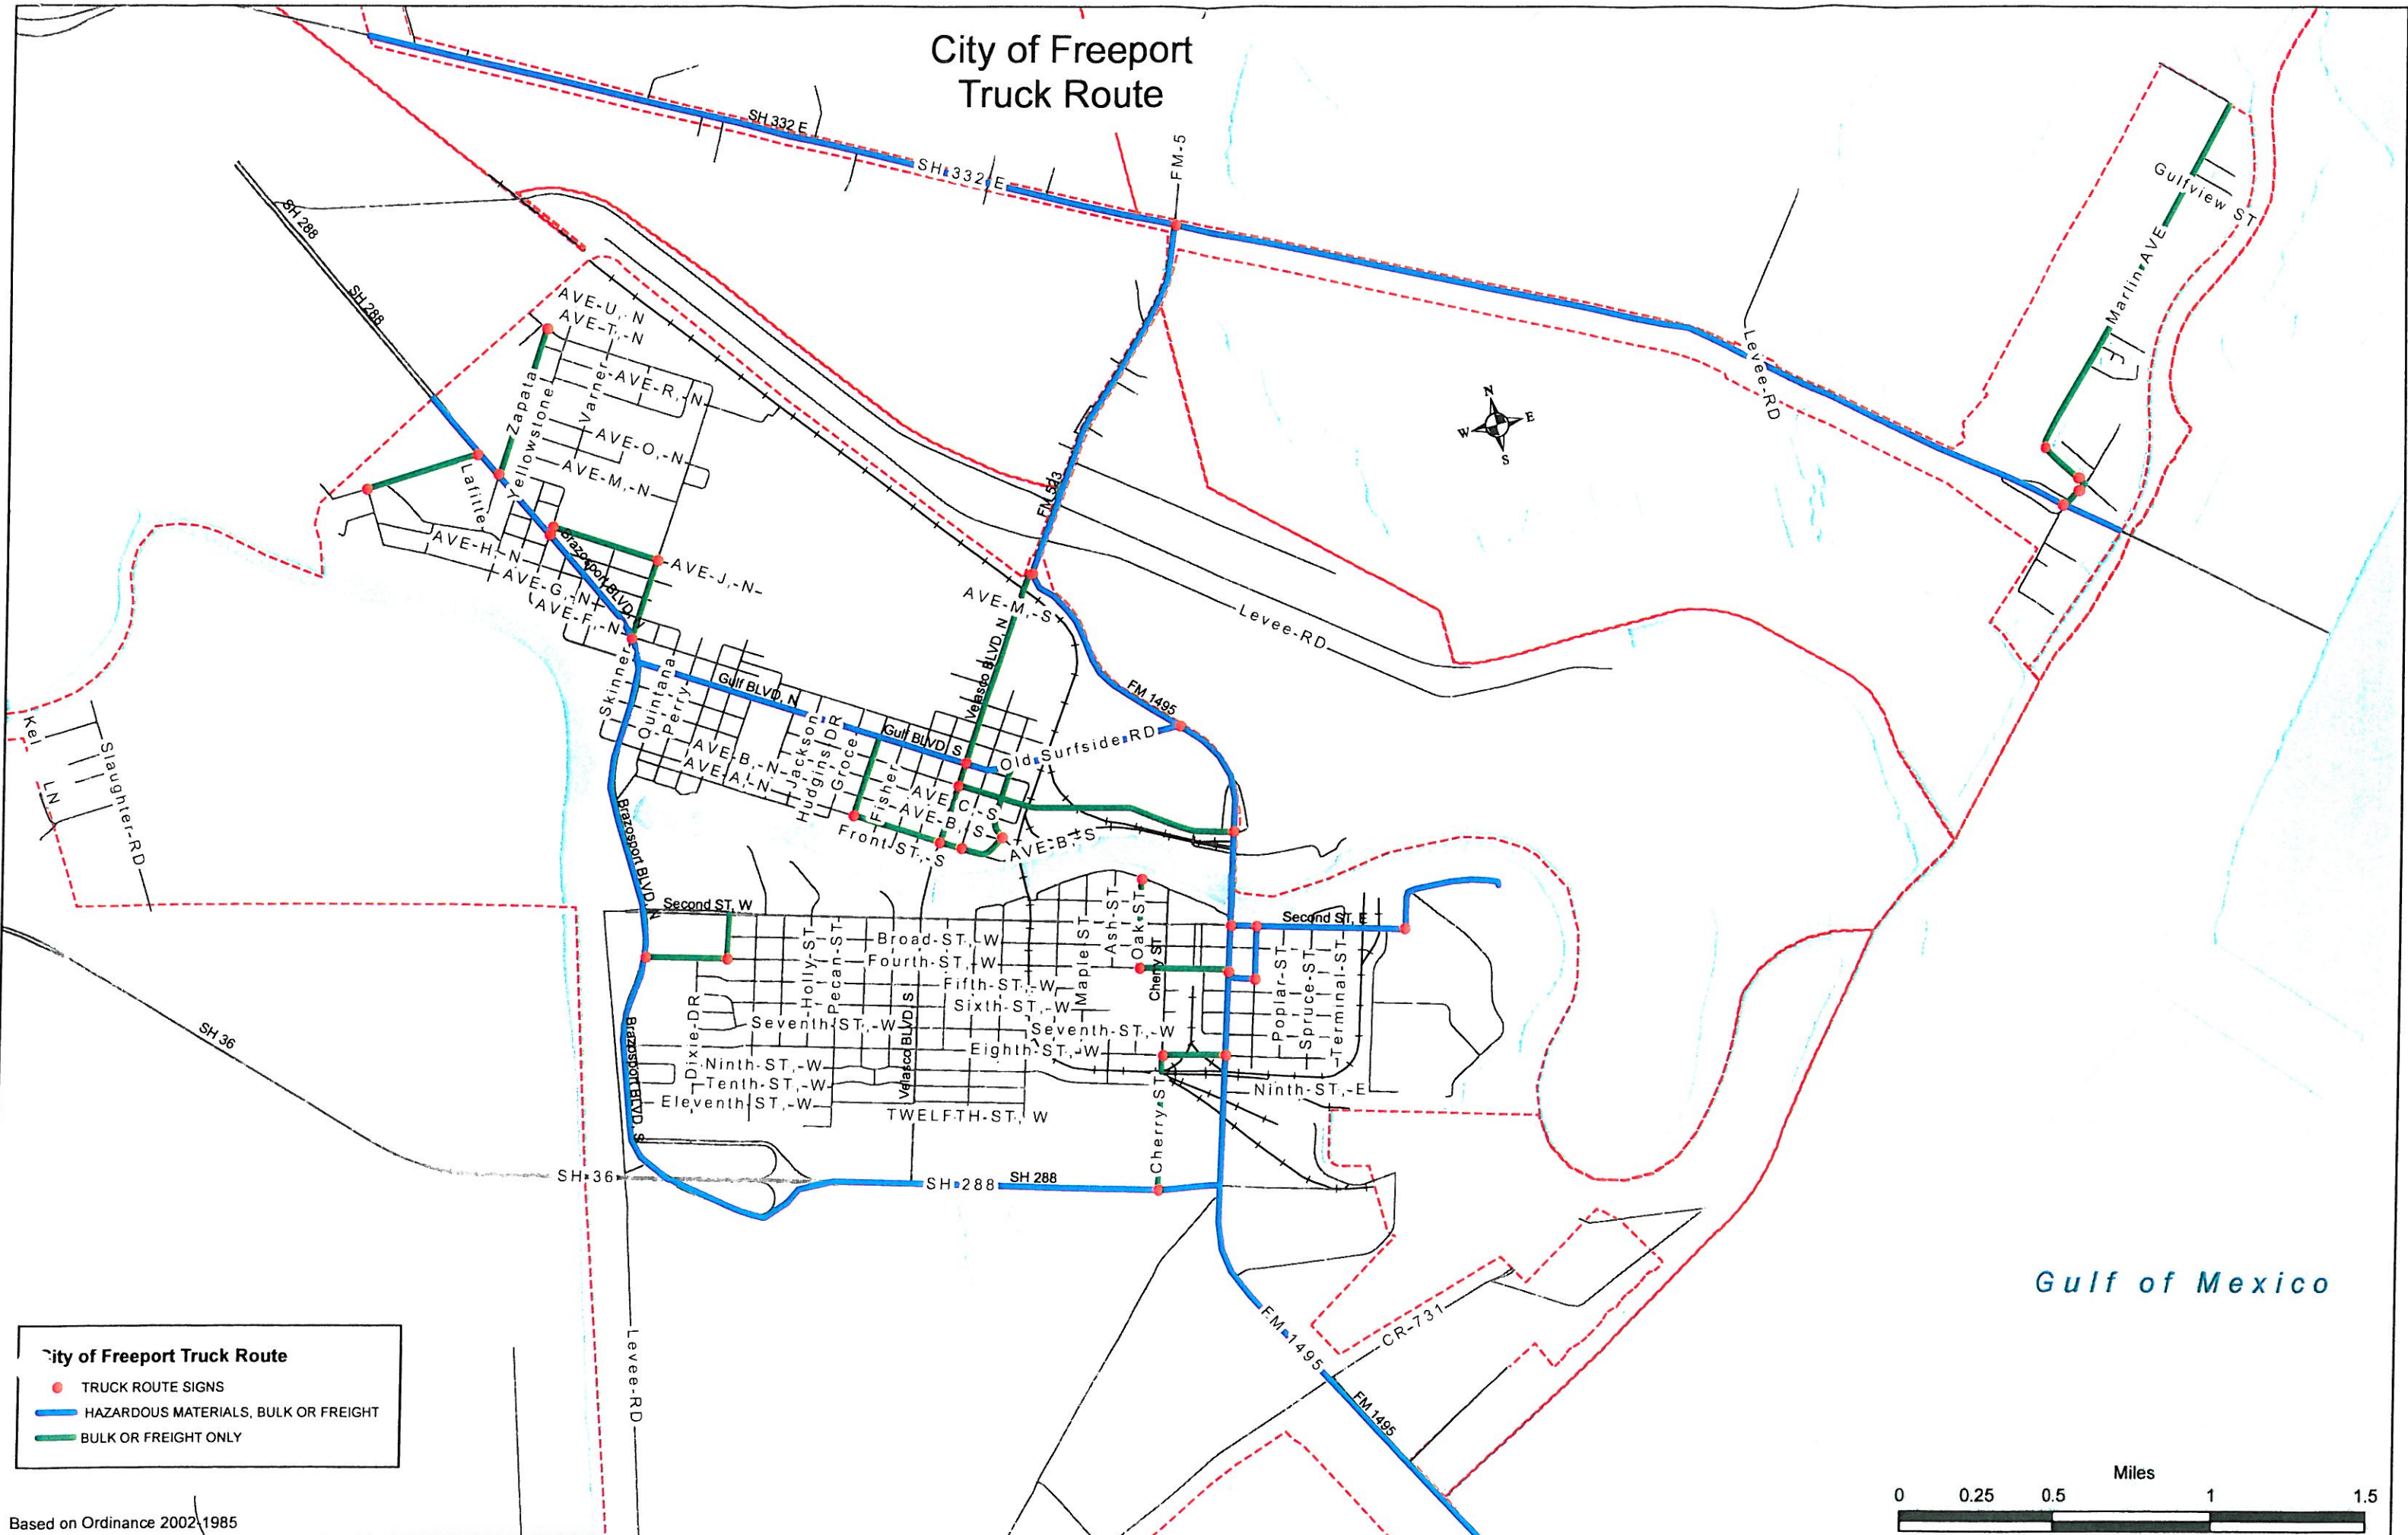 City of Freeport
Truck Route
SH 332 E
SH 332 E
FM-5
Gulfview ST
Marlin AVE
SH 288
SH 288
AVE-U, N
AVE-T, N
AVE-R, N
Varner
Zapata
Yellowstone
AVE-O, N
AVE-M, N
Lafitte
Levee-RD
N
W E
S
AVE-H, N
AVE-G, N
AVE-F, N
Brazosport BLVD, N
AVE-J, N
AVE-M, S
Velasco BLVD, N
Levee-RD
FM 1495
Skinner
Quintana
Perry
Gulf BLVD, N
Gulf BLVD, S
Old Surfside RD
Kel
LN
Slaughter-RD
AVE-B, N
AVE-A, N
Jackson
Hudgins DR
Grocer
Fisher
AVE C, S
AVE-B, S
Front-ST, S
AVE-B, S
Brazosport BLVD, N
Second ST, W
Second ST, E
Broad-ST, W
Fourth-ST, W
Fifth-ST, W
Sixth-ST, W
Seventh-ST, W
Seventh-ST, W
Eighth-ST, W
Ninth-ST, W
Tenth-ST, W
Eleventh-ST, W
TWELFTH-ST, W
Ninth-ST, E
Dixie-DR
Holly-ST
Pecan-ST
Velasco BLVD S
Maple-ST
Ash-ST
Oak-ST
Cherry ST
Poplar-ST
Spruce-ST
Terminal-ST
Cherry-ST
Brazosport BLVD, S
SH 36
SH-36
SH-288
SH 288
Levee-RD
FM-1495
CR-731
FM 1495
Gulf of Mexico
ity of Freeport Truck Route
TRUCK ROUTE SIGNS
HAZARDOUS MATERIALS, BULK OR FREIGHT
BULK OR FREIGHT ONLY
Based on Ordinance 2002-1985
Miles
0 0.25 0.5 1 1.5